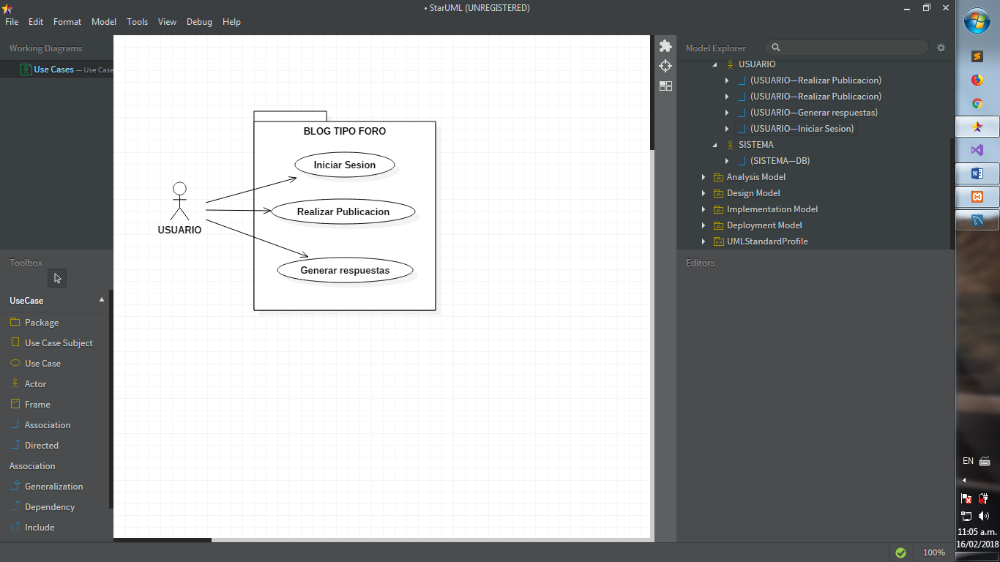 • StarUML (UNREGISTERED)
File Edit Format Model Tools View Debug Help
Working Diagrams
Use Cases — Use Case
Toolbox
UseCase
Package
Use Case Subject
Use Case
Actor
Frame
Association
Directed
Association
Generalization
Dependency
Include
BLOG TIPO FORO
Iniciar Sesion
Realizar Publicacion
Generar respuestas
USUARIO
Model Explorer
USUARIO
(USUARIO—Realizar Publicacion)
(USUARIO—Realizar Publicacion)
(USUARIO—Generar respuestas)
(USUARIO—Iniciar Sesion)
SISTEMA
(SISTEMA—DB)
Analysis Model
Design Model
Implementation Model
Deployment Model
UMLStandardProfile
Editors
100%
EN
11:05 a.m.
16/02/2018